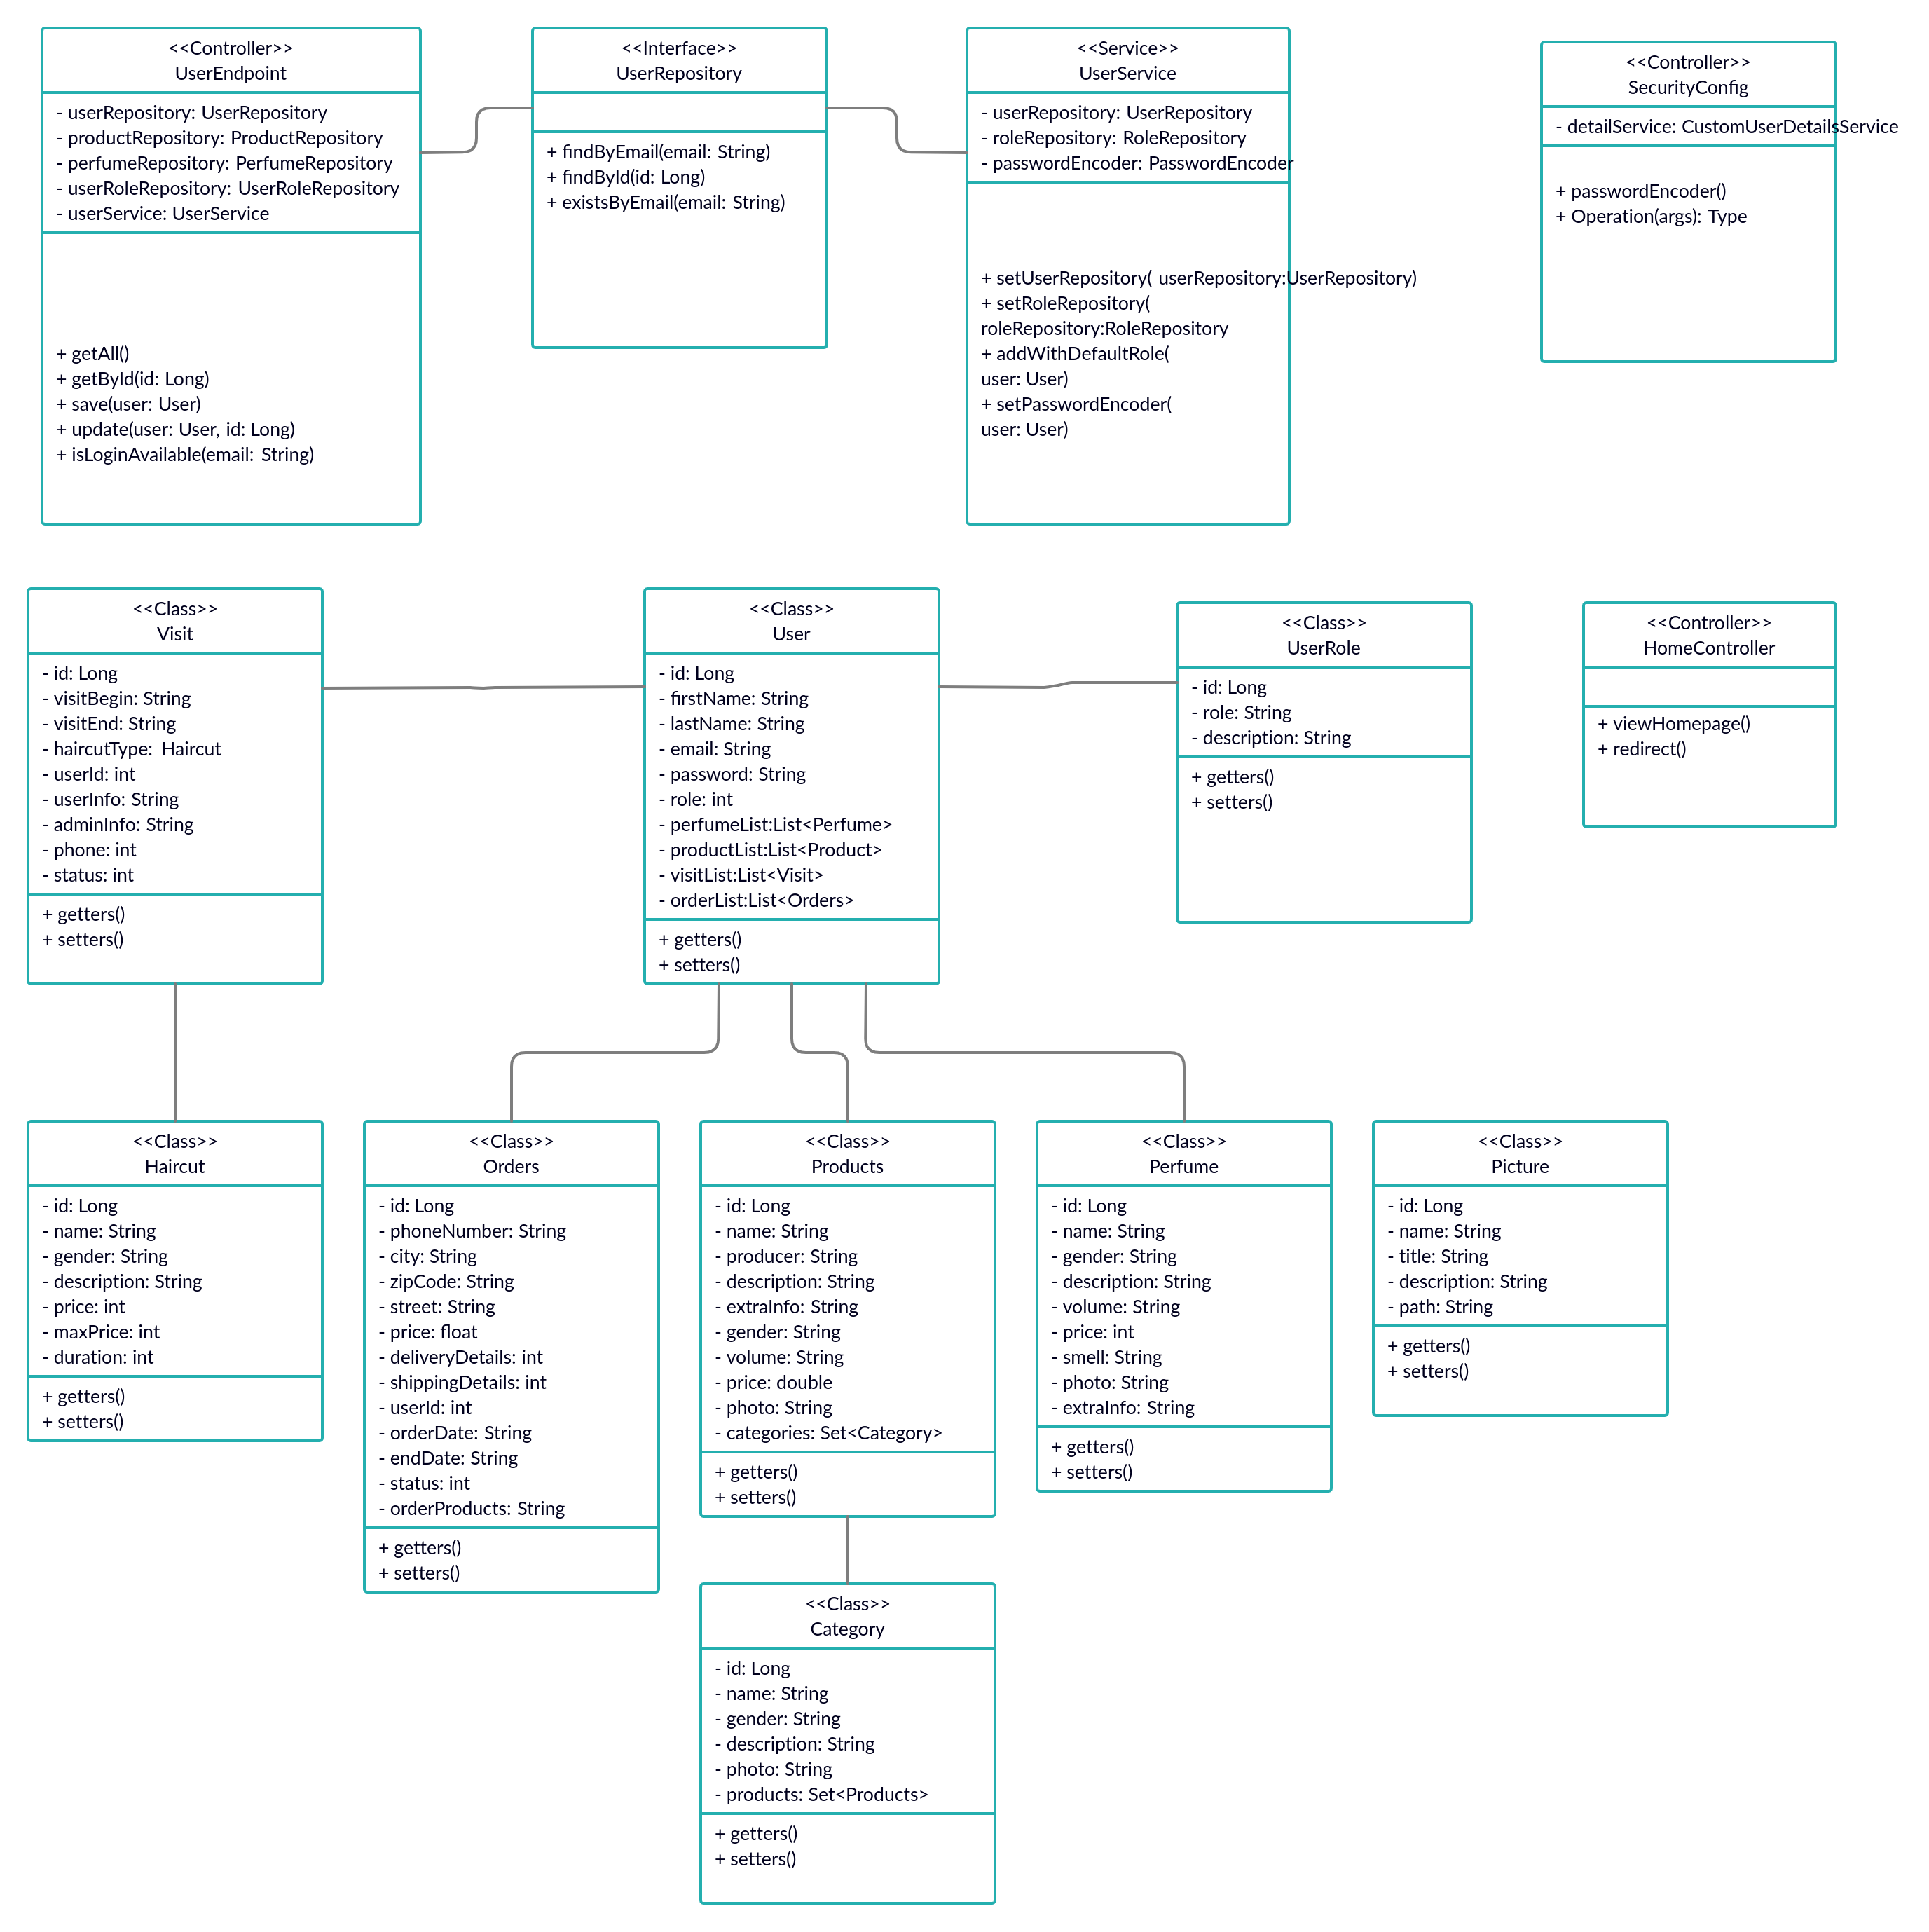 <<Controller>>
UserEndpoint
- userRepository: UserRepository
- productRepository: ProductRepository
- perfumeRepository: PerfumeRepository
- userRoleRepository: UserRoleRepository
- userService: UserService
+ getAll()
+ getById(id: Long)
+ save(user: User)
+ update(user: User, id: Long)
+ isLoginAvailable(email: String)
<<Interface>>
UserRepository
+ findByEmail(email: String)
+ findById(id: Long)
+ existsByEmail(email: String)
<<Service>>
UserService
- userRepository: UserRepository
- roleRepository: RoleRepository
- passwordEncoder: PasswordEncoder
+ setUserRepository( userRepository:UserRepository)
+ setRoleRepository(
roleRepository:RoleRepository
+ addWithDefaultRole(
user: User)
+ setPasswordEncoder(
user: User)
<<Controller>>
SecurityConfig
- detailService: CustomUserDetailsService
+ passwordEncoder()
+ Operation(args): Type
<<Class>>
Visit
- id: Long
- visitBegin: String
- visitEnd: String
- haircutType: Haircut
- userId: int
- userInfo: String
- adminInfo: String
- phone: int
- status: int
+ getters()
+ setters()
<<Class>>
User
- id: Long
- firstName: String
- lastName: String
- email: String
- password: String
- role: int
- perfumeList:List<Perfume>
- productList:List<Product>
- visitList:List<Visit>
- orderList:List<Orders>
+ getters()
+ setters()
<<Class>>
UserRole
- id: Long
- role: String
- description: String
+ getters()
+ setters()
<<Controller>>
HomeController
+ viewHomepage()
+ redirect()
<<Class>>
Haircut
- id: Long
- name: String
- gender: String
- description: String
- price: int
- maxPrice: int
- duration: int
+ getters()
+ setters()
<<Class>>
Orders
- id: Long
- phoneNumber: String
- city: String
- zipCode: String
- street: String
- price: float
- deliveryDetails: int
- shippingDetails: int
- userId: int
- orderDate: String
- endDate: String
- status: int
- orderProducts: String
+ getters()
+ setters()
<<Class>>
Products
- id: Long
- name: String
- producer: String
- description: String
- extraInfo: String
- gender: String
- volume: String
- price: double
- photo: String
- categories: Set<Category>
+ getters()
+ setters()
<<Class>>
Perfume
- id: Long
- name: String
- gender: String
- description: String
- volume: String
- price: int
- smell: String
- photo: String
- extraInfo: String
+ getters()
+ setters()
<<Class>>
Picture
- id: Long
- name: String
- title: String
- description: String
- path: String
+ getters()
+ setters()
<<Class>>
Category
- id: Long
- name: String
- gender: String
- description: String
- photo: String
- products: Set<Products>
+ getters()
+ setters()